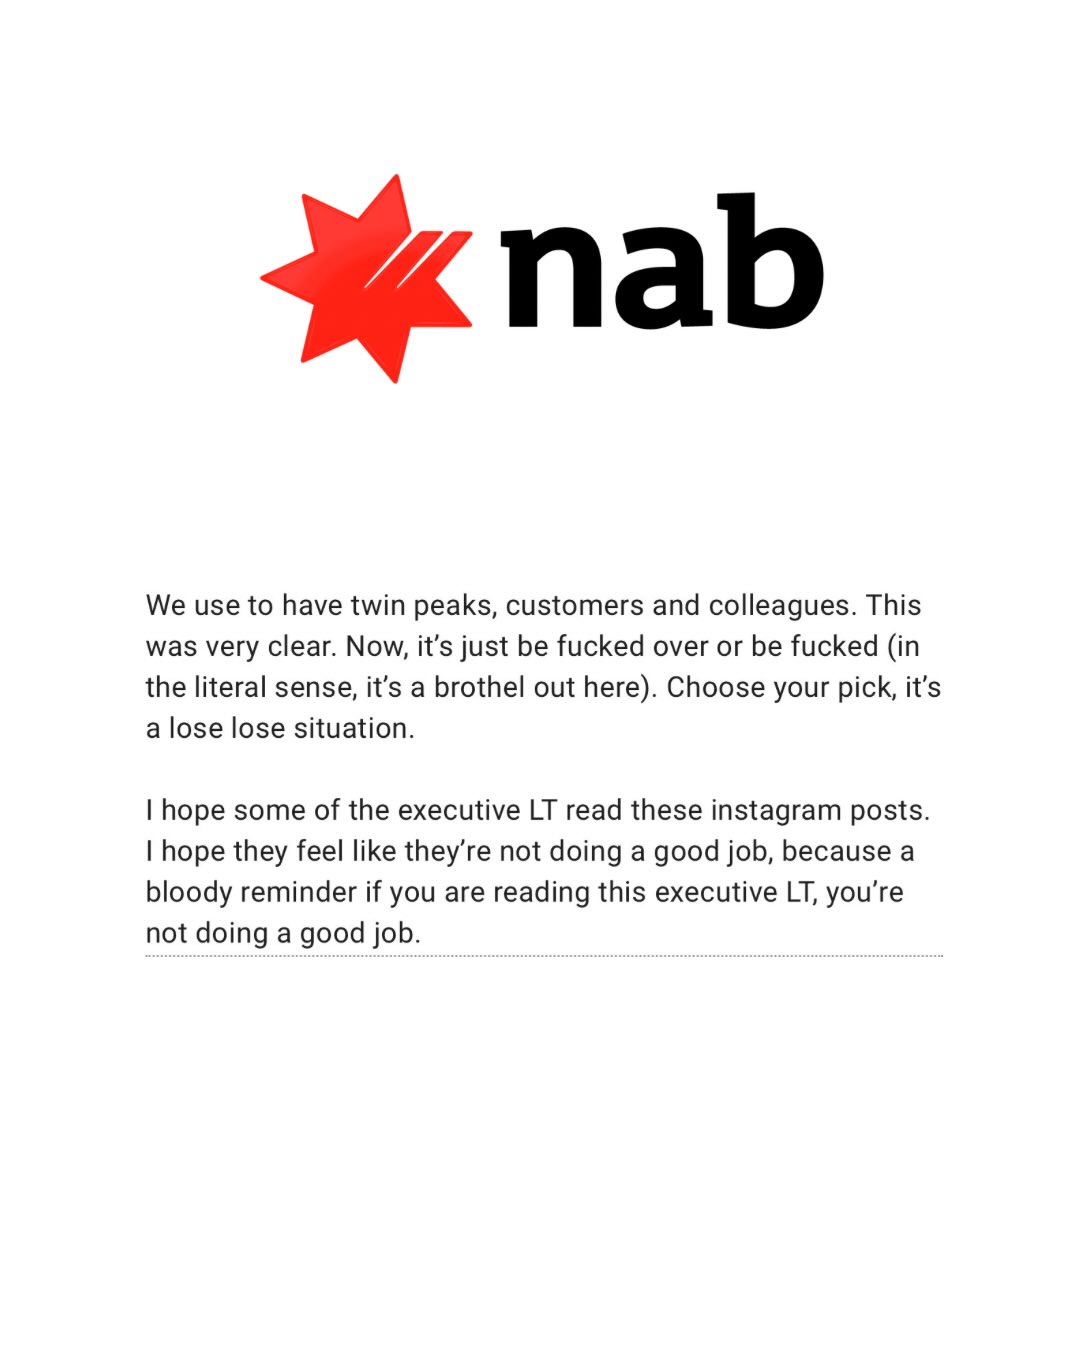 nab
We use to have twin peaks, customers and colleagues. This
was very clear. Now, it’s just be fucked over or be fucked (in
the literal sense, it’s a brothel out here). Choose your pick, it’s
a lose lose situation.
I hope some of the executive LT read these instagram posts.
I hope they feel like they’re not doing a good job, because a
bloody reminder if you are reading this executive LT, you’re
not doing a good job.